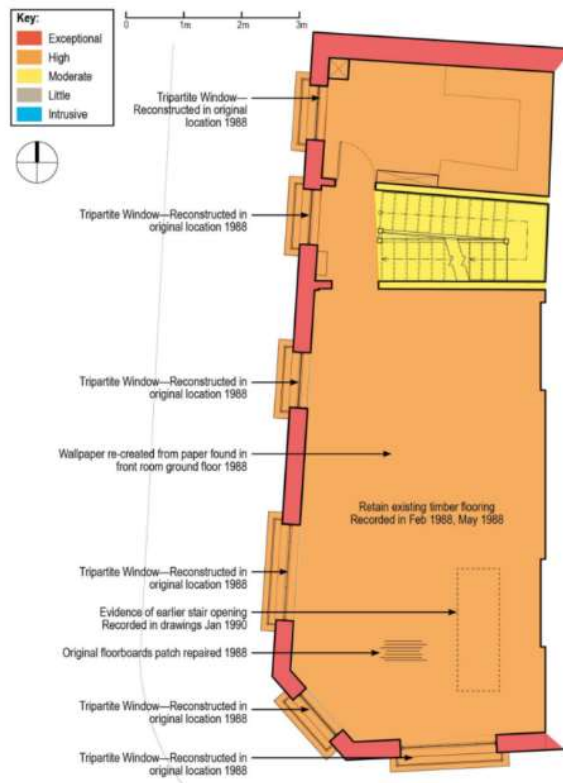 Key:
Exceptional
High
Moderate
Little
Intrusive
0 1m 2m 3m
Tripartite Window—
Reconstructed in original
location 1988
Tripartite Window—Reconstructed in
original location 1988
Tripartite Window—Reconstructed in
original location 1988
Wallpaper re-created from paper found in
front room ground floor 1988
Retain existing timber flooring
Recorded in Feb 1988, May 1988
Tripartite Window—Reconstructed in
original location 1988
Evidence of earlier stair opening
Recorded in drawings Jan 1990
Original floorboards patch repaired 1988
Tripartite Window—Reconstructed in
original location 1988
Tripartite Window—Reconstructed in
original location 1988